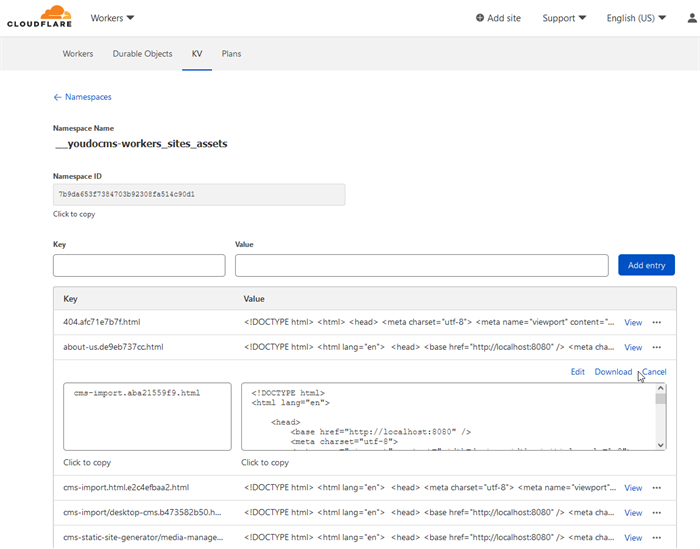 CLOUDFLARE
Workers
Add site
Support
English (US)
Workers
Durable Objects
KV
Plans
← Namespaces
Namespace Name
__youdocms-workers_sites_assets
Namespace ID
7b9da653f7384703b92308fa514c90d1
Click to copy
Key
Value
Add entry
Key Value
404.afc71e7b7f.html <!DOCTYPE html> <html> <head> <meta charset="utf-8"> <meta name="viewport" content="... View ...
about-us.de9eb737cc.html <!DOCTYPE html> <html lang="en"> <head> <base href="http://localhost:8080" /> <meta cha... View ...
Edit Download Cancel
cms-import.aba21559f9.html
<!DOCTYPE html>
<html lang="en">
<head>
<base href="http://localhost:8080" />
<meta charset="utf-8">
Click to copy
Click to copy
cms-import.html.e2c4efbaa2.html <!DOCTYPE html> <html lang="en"> <head> <meta charset="utf-8"> <meta name="viewport"... View ...
cms-import/desktop-cms.b473582b50.h... <!DOCTYPE html> <html lang="en"> <head> <base href="http://localhost:8080" /> <meta cha... View ...
cms-static-site-generator/media-manage... <!DOCTYPE html> <html lang="en"> <head> <base href="http://localhost:8080" /> <meta cha... View ...